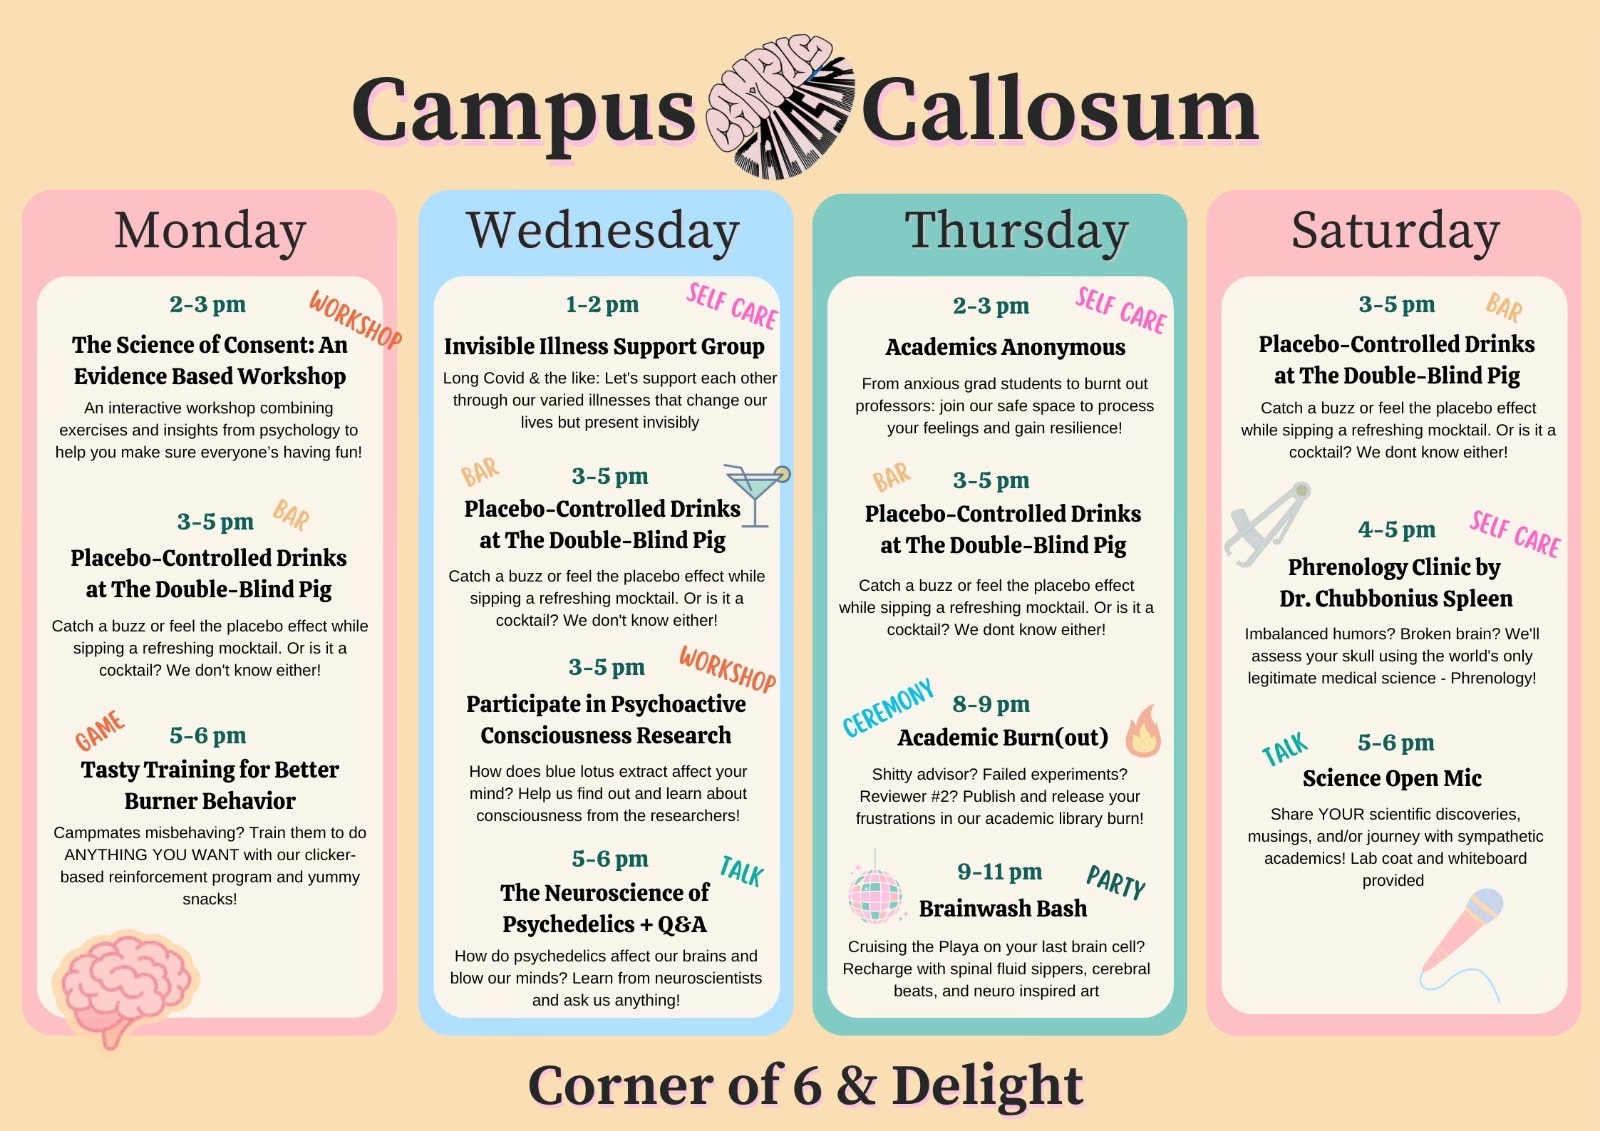 Campus CAMPUS Callosum
Monday
2-3 pm
WORKSHOP
The Science of Consent: An
Evidence Based Workshop
An interactive workshop combining
exercises and insights from psychology to
help you make sure everyone’s having fun!
3-5 pm
BAR
Placebo-Controlled Drinks
at The Double-Blind Pig
Catch a buzz or feel the placebo effect while
sipping a refreshing mocktail. Or is it a
cocktail? We don't know either!
GAME
5-6 pm
Tasty Training for Better
Burner Behavior
Campmates misbehaving? Train them to do
ANYTHING YOU WANT with our clicker-
based reinforcement program and yummy
snacks!
Wednesday
1-2 pm
SELF CARE
Invisible Illness Support Group
Long Covid & the like: Let's support each other
through our varied illnesses that change our
lives but present invisibly
BAR
3-5 pm
Placebo-Controlled Drinks
at The Double-Blind Pig
Catch a buzz or feel the placebo effect while
sipping a refreshing mocktail. Or is it a
cocktail? We don't know either!
3-5 pm
WORKSHOP
Participate in Psychoactive
Consciousness Research
How does blue lotus extract affect your
mind? Help us find out and learn about
consciousness from the researchers!
5-6 pm
TALK
The Neuroscience of
Psychedelics + Q&A
How do psychedelics affect our brains and
blow our minds? Learn from neuroscientists
and ask us anything!
Thursday
2-3 pm
SELF CARE
Academics Anonymous
From anxious grad students to burnt out
professors: join our safe space to process
your feelings and gain resilience!
BAR
3-5 pm
Placebo-Controlled Drinks
at The Double-Blind Pig
Catch a buzz or feel the placebo effect
while sipping a refreshing mocktail. Or is it a
cocktail? We dont know either!
CEREMONY
8-9 pm
Academic Burn(out)
Shitty advisor? Failed experiments?
Reviewer #2? Publish and release your
frustrations in our academic library burn!
9-11 pm
PARTY
Brainwash Bash
Cruising the Playa on your last brain cell?
Recharge with spinal fluid sippers, cerebral
beats, and neuro inspired art
Saturday
3-5 pm
BAR
Placebo-Controlled Drinks
at The Double-Blind Pig
Catch a buzz or feel the placebo effect
while sipping a refreshing mocktail. Or is it a
cocktail? We dont know either!
4-5 pm
SELF CARE
Phrenology Clinic by
Dr. Chubbonius Spleen
Imbalanced humors? Broken brain? We'll
assess your skull using the world's only
legitimate medical science - Phrenology!
TALK
5-6 pm
Science Open Mic
Share YOUR scientific discoveries,
musings, and/or journey with sympathetic
academics! Lab coat and whiteboard
provided
Corner of 6 & Delight